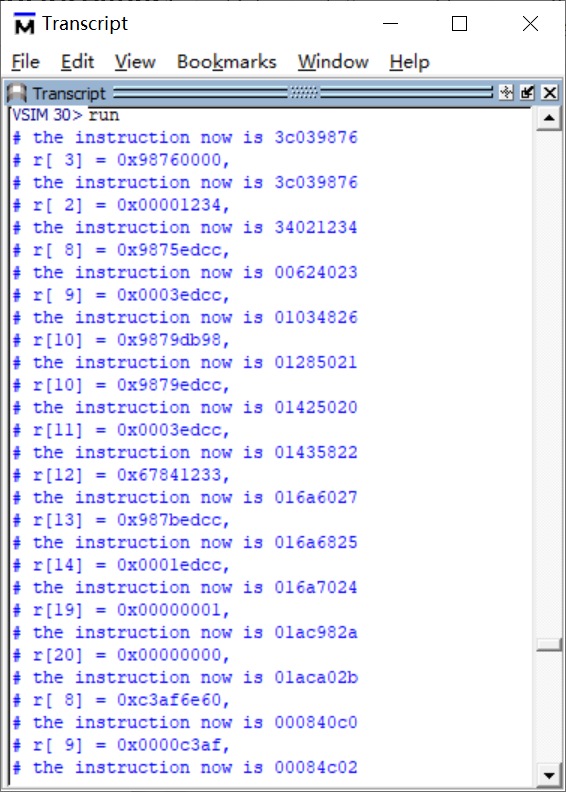 Transcript
File Edit View Bookmarks Window Help
Transcript
VSIM 30> run
# the instruction now is 3c039876
# r[ 3] = 0x98760000,
# the instruction now is 3c039876
# r[ 2] = 0x00001234,
# the instruction now is 34021234
# r[ 8] = 0x9875edcc,
# the instruction now is 00624023
# r[ 9] = 0x0003edcc,
# the instruction now is 01034826
# r[10] = 0x9879db98,
# the instruction now is 01285021
# r[10] = 0x9879edcc,
# the instruction now is 01425020
# r[11] = 0x0003edcc,
# the instruction now is 01435822
# r[12] = 0x67841233,
# the instruction now is 016a6027
# r[13] = 0x987bedcc,
# the instruction now is 016a6825
# r[14] = 0x0001edcc,
# the instruction now is 016a7024
# r[19] = 0x00000001,
# the instruction now is 01ac982a
# r[20] = 0x00000000,
# the instruction now is 01aca02b
# r[ 8] = 0xc3af6e60,
# the instruction now is 000840c0
# r[ 9] = 0x0000c3af,
# the instruction now is 00084c02